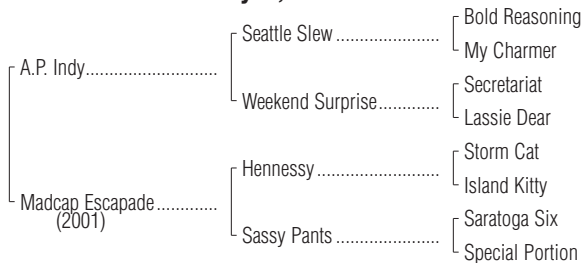 Bold Reasoning
Seattle Slew ........................
My Charmer
A.P. Indy..............................
Secretariat
Weekend Surprise..............
Lassie Dear
Storm Cat
Hennessy ............................
Island Kitty
Madcap Escapade..............
(2001)
Saratoga Six
Sassy Pants ........................
Special Portion